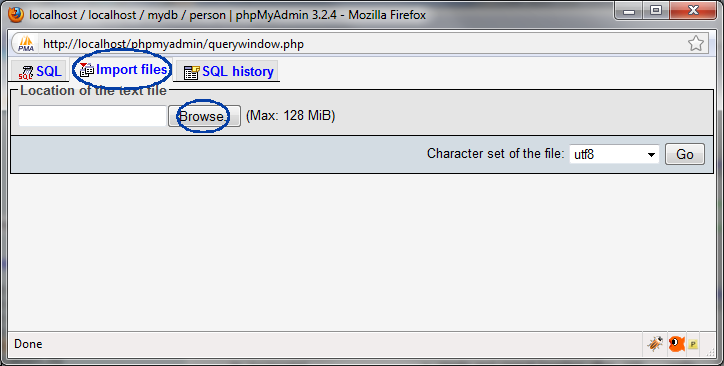 localhost / localhost / mydb / person | phpMyAdmin 3.2.4 - Mozilla Firefox
PMA http://localhost/phpmyadmin/querywindow.php
SQL Import files SQL history
Location of the text file
Browse... (Max: 128 MiB)
Character set of the file: utf8 Go
Done
P